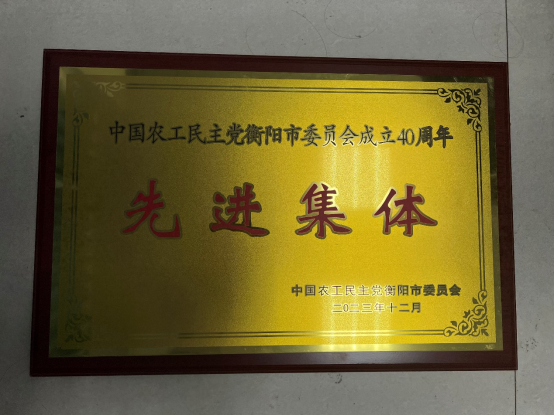 中国农工民主党衡阳市委员会成立40周年
先进集体
中国农工民主党衡阳市委员会
二〇二三年十二月